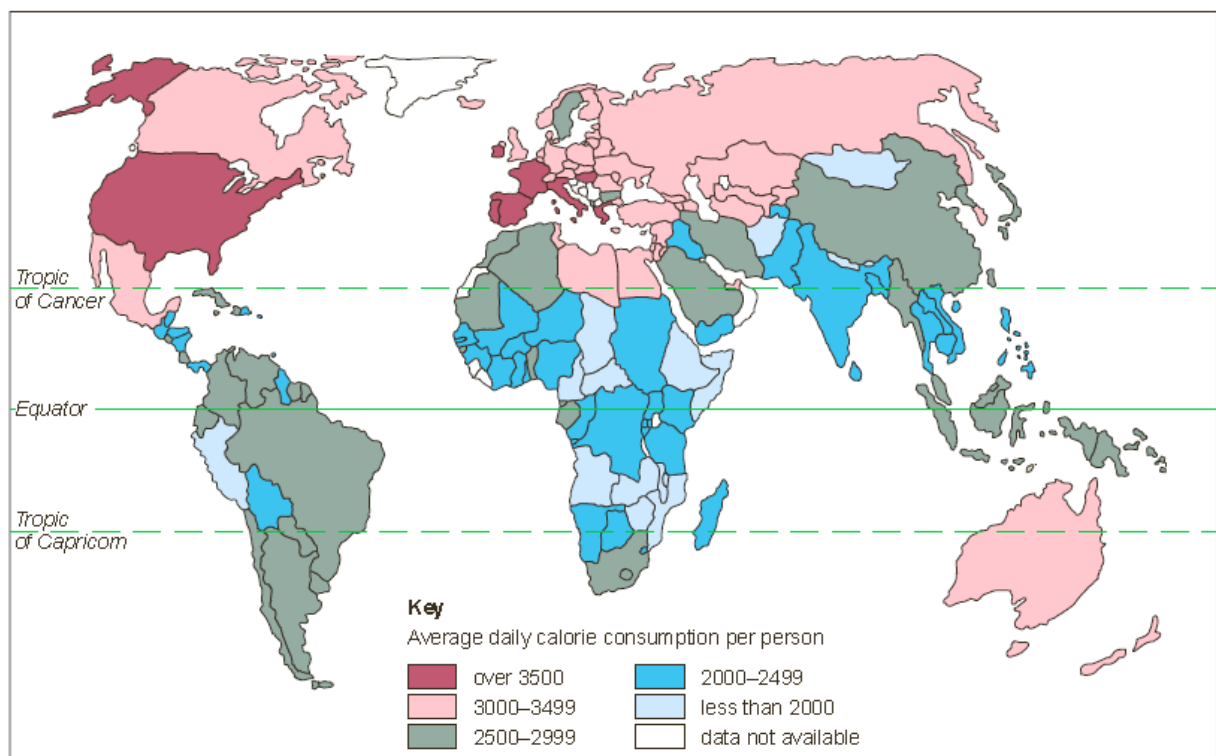 Tropic
of Cancer
Equator
Tropic
of Capricorn
Key
Average daily calorie consumption per person
over 3500
3000–3499
2500–2999
2000–2499
less than 2000
data not available